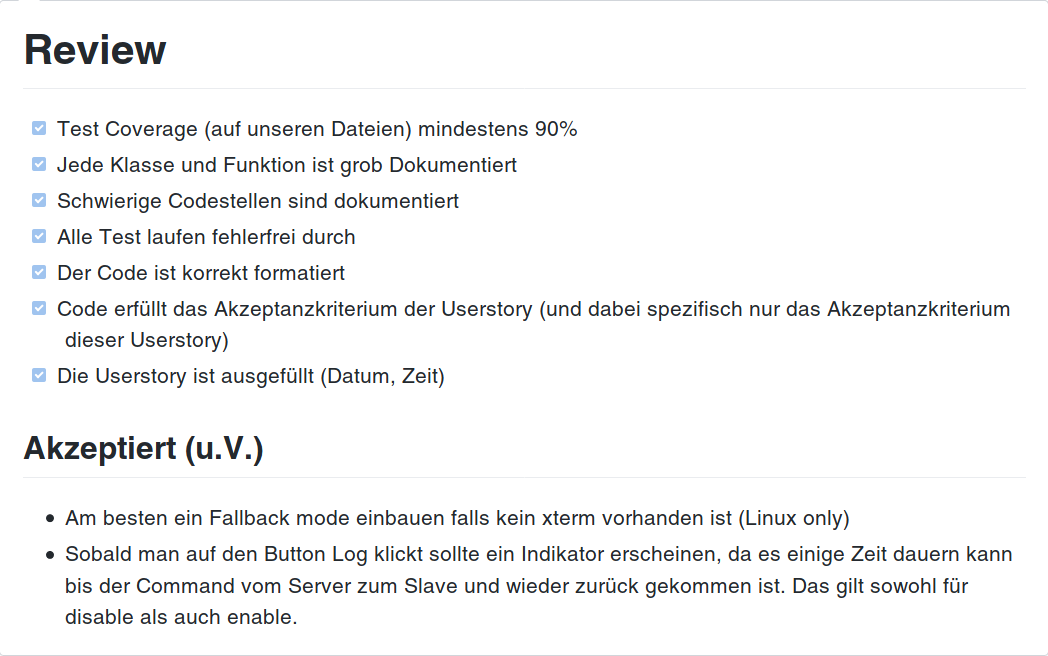 Review
Test Coverage (auf unseren Dateien) mindestens 90%
Jede Klasse und Funktion ist grob Dokumentiert
Schwierige Codestellen sind dokumentiert
Alle Test laufen fehlerfrei durch
Der Code ist korrekt formatiert
Code erfüllt das Akzeptanzkriterium der Userstory (und dabei spezifisch nur das Akzeptanzkriterium
dieser Userstory)
Die Userstory ist ausgefüllt (Datum, Zeit)
Akzeptiert (u.V.)
Am besten ein Fallback mode einbauen falls kein xterm vorhanden ist (Linux only)
Sobald man auf den Button Log klickt sollte ein Indikator erscheinen, da es einige Zeit dauern kann
bis der Command vom Server zum Slave und wieder zurück gekommen ist. Das gilt sowohl für
disable als auch enable.